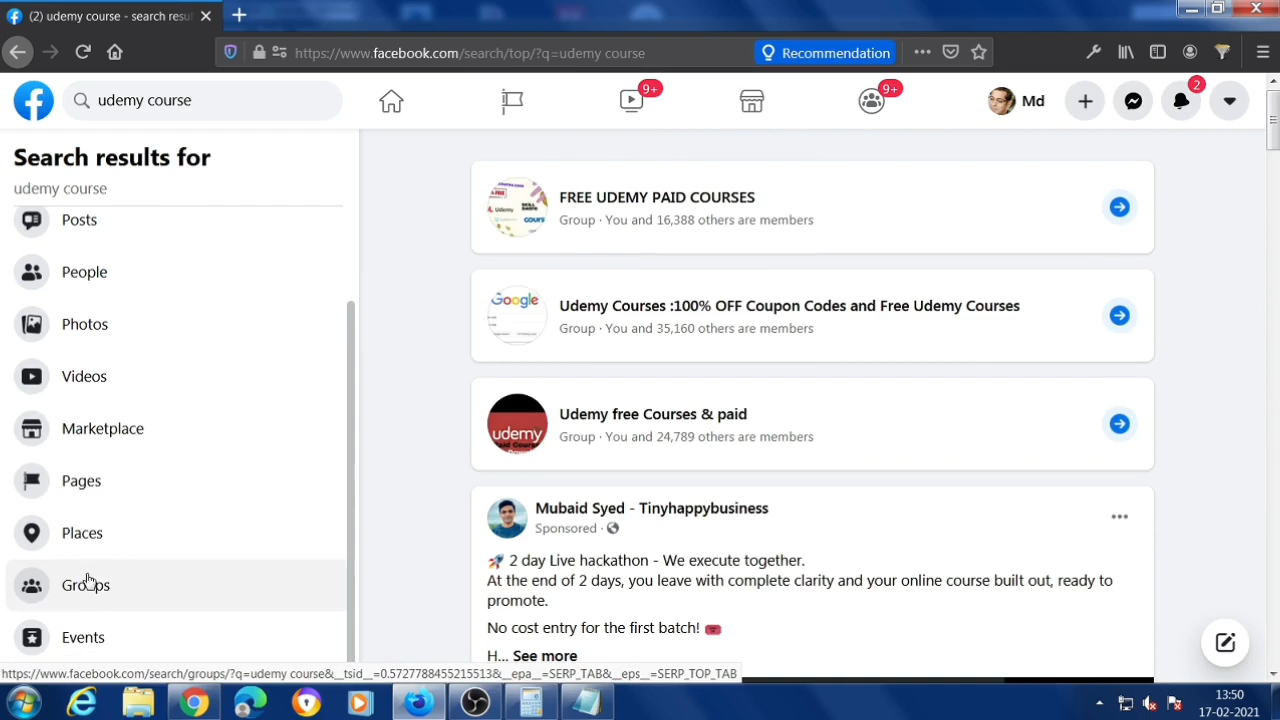 (2) udemy course - search resul
https://www.facebook.com/search/top/?q=udemy course
Recommendation
udemy course
9+
9+
Md
2
Search results for
udemy course
Posts
People
Photos
Videos
Marketplace
Pages
Places
Groups
Events
FREE UDEMY PAID COURSES
Group · You and 16,388 others are members
Google
Udemy Courses :100% OFF Coupon Codes and Free Udemy Courses
Group · You and 35,160 others are members
udemy
Udemy free Courses & paid
Group · You and 24,789 others are members
Mubaid Syed - Tinyhappybusiness
Sponsored ·
🚀 2 day Live hackathon - We execute together.
At the end of 2 days, you leave with complete clarity and your online course built out, ready to
promote.
No cost entry for the first batch! 🎟️
H... See more
https://www.facebook.com/search/groups/?q=udemy course&__tsid__=0.5727788455215513&__epa__=SERP_TAB&__eps__=SERP_TOP_TAB
13:50
17-02-2021